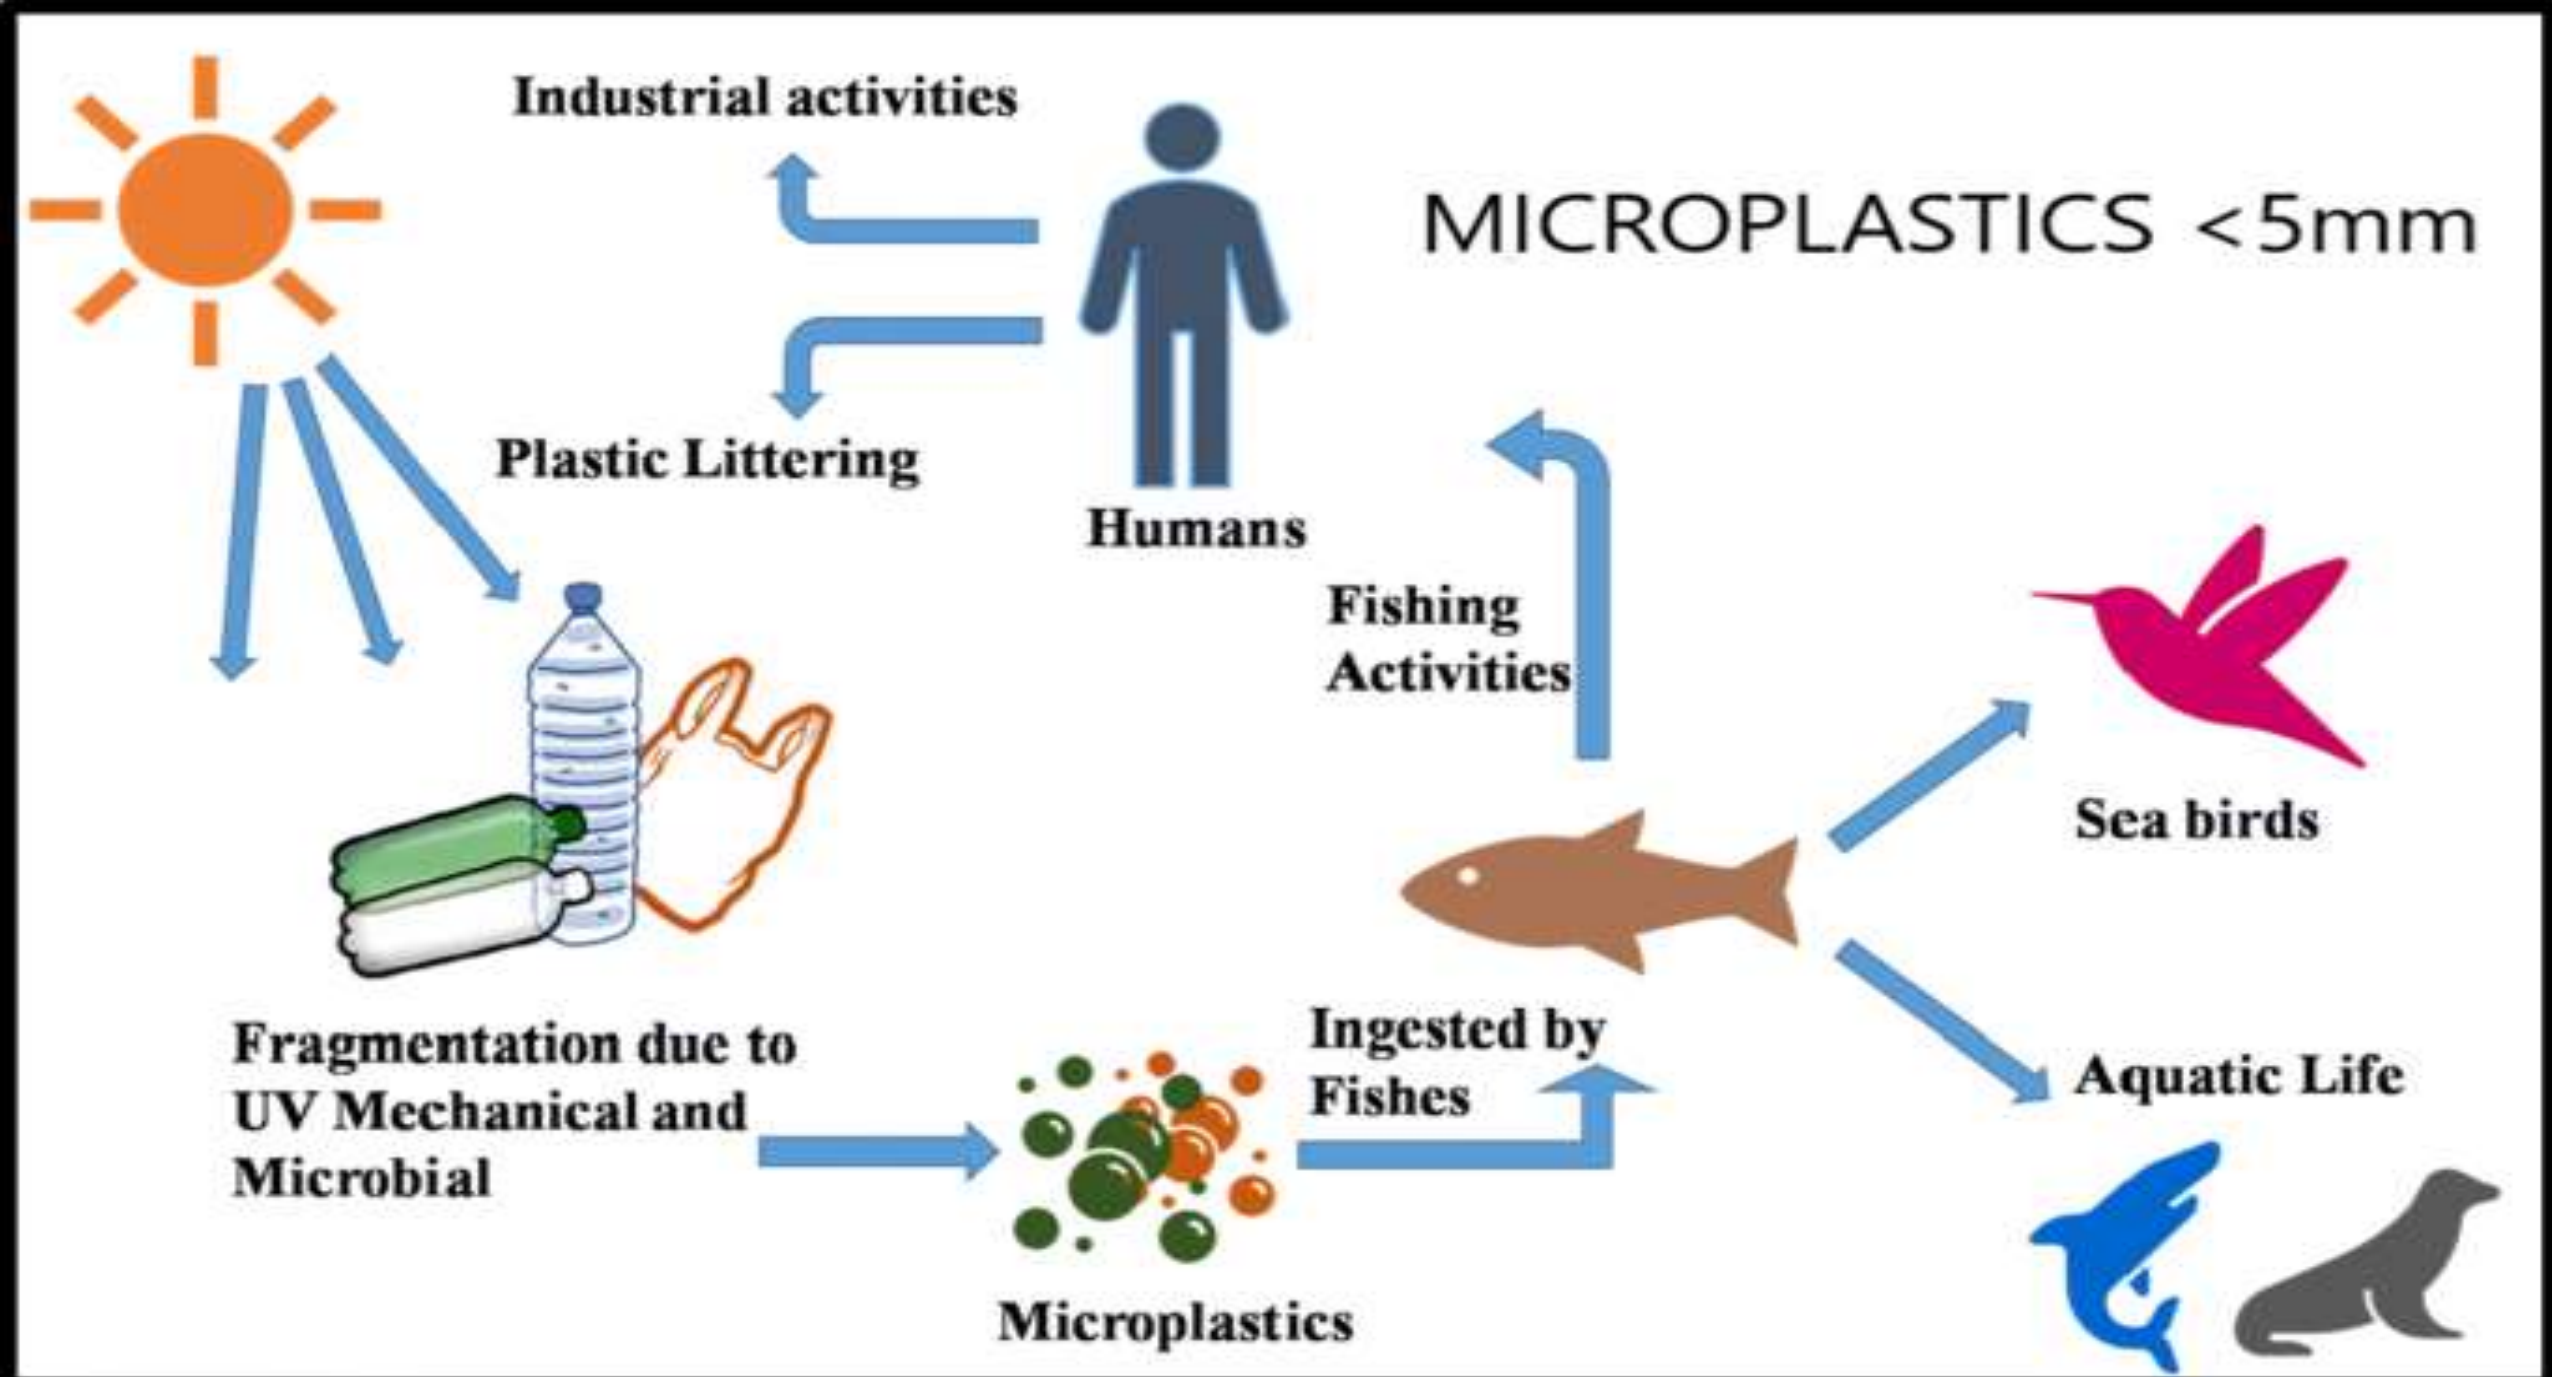 Industrial activities
MICROPLASTICS <5mm
Plastic Littering
Humans
Fishing
Activities
Sea birds
Fragmentation due to
UV Mechanical and
Microbial
Ingested by
Fishes
Aquatic Life
Microplastics